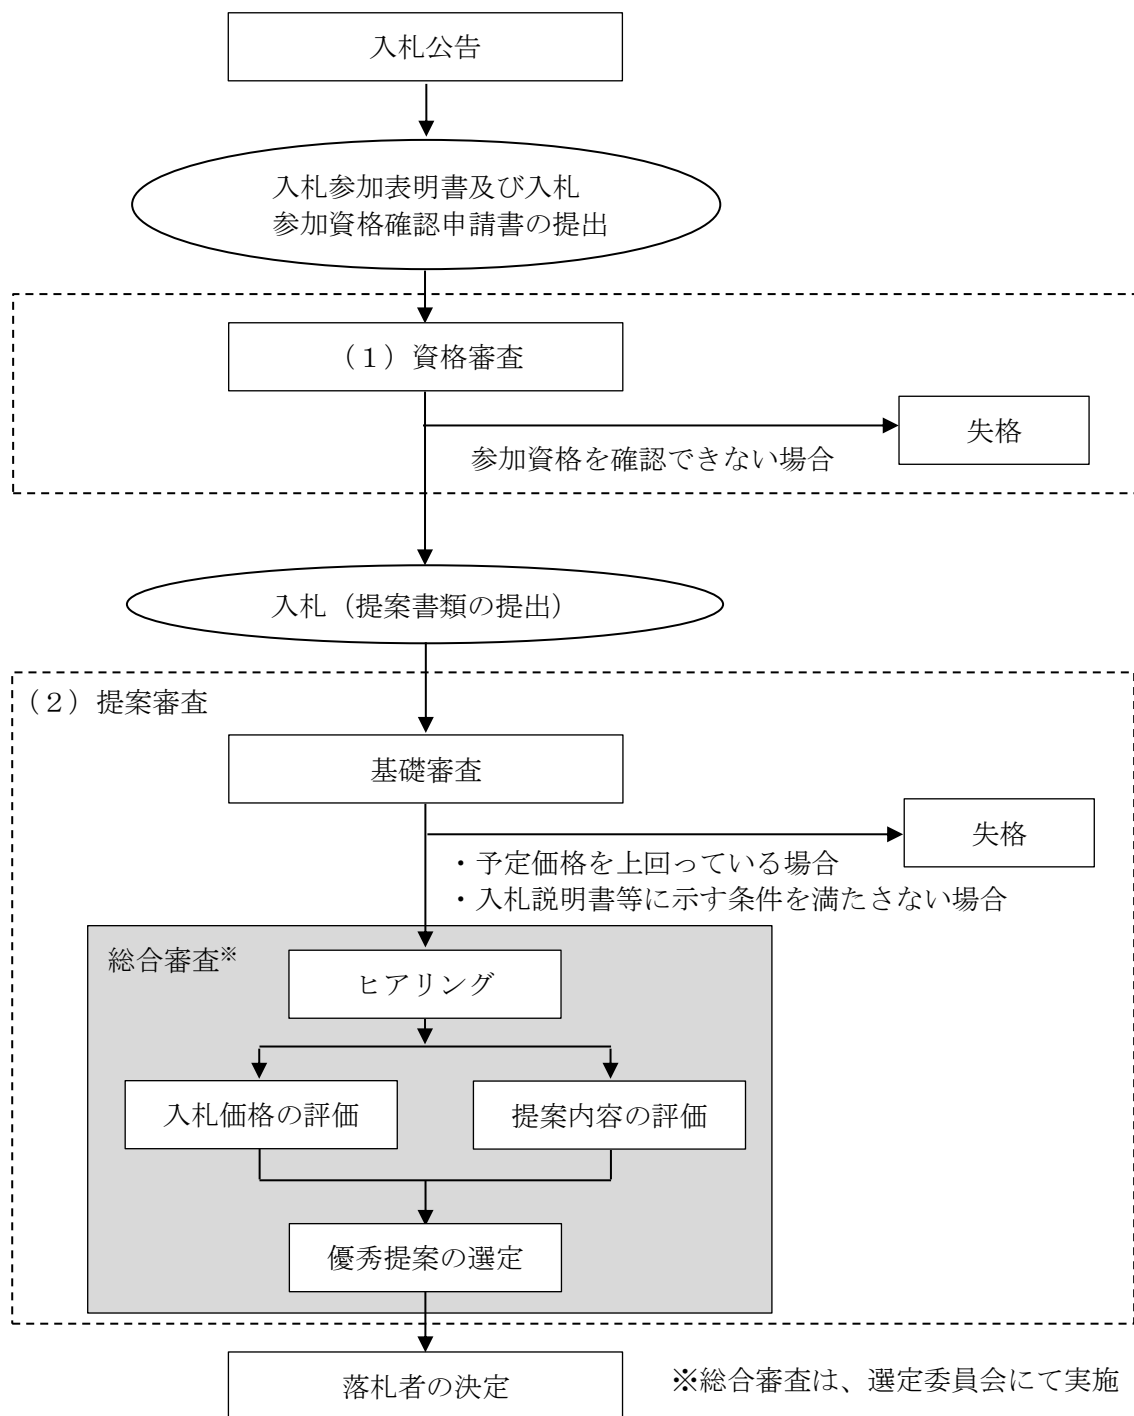 入札公告
入札参加表明書及び入札
参加資格確認申請書の提出
（１）資格審査
失格
参加資格を確認できない場合
入札（提案書類の提出）
（２）提案審査
基礎審査
失格
・予定価格を上回っている場合
・入札説明書等に示す条件を満たさない場合
総合審査※
ヒアリング
入札価格の評価
提案内容の評価
優秀提案の選定
落札者の決定
※総合審査は、選定委員会にて実施